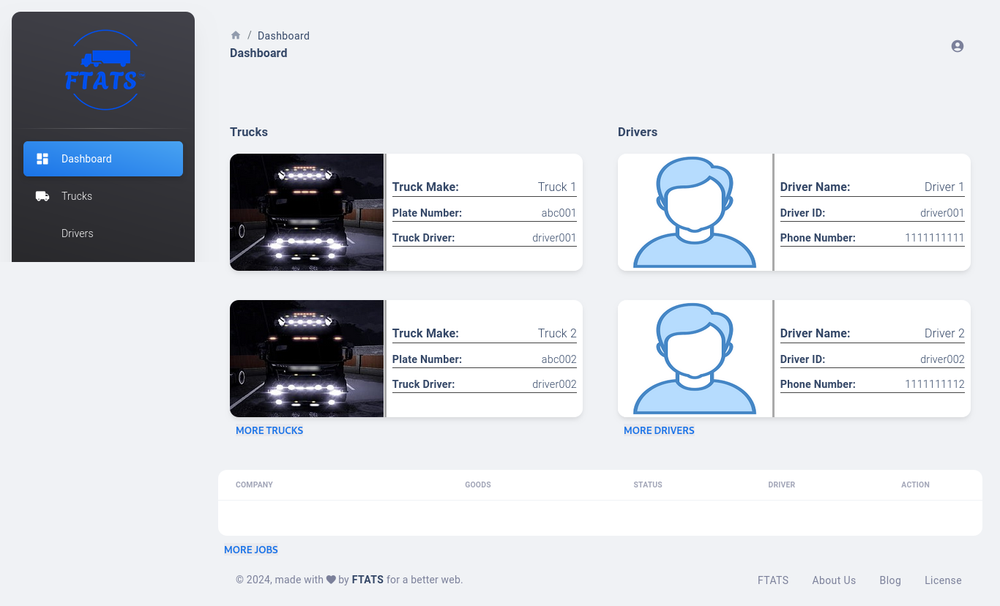 FTATS
Dashboard
Trucks
Drivers
/ Dashboard
Dashboard
Trucks
Truck Make: Truck 1
Plate Number: abc001
Truck Driver: driver001
Truck Make: Truck 2
Plate Number: abc002
Truck Driver: driver002
MORE TRUCKS
Drivers
Driver Name: Driver 1
Driver ID: driver001
Phone Number: 1111111111
Driver Name: Driver 2
Driver ID: driver002
Phone Number: 1111111112
MORE DRIVERS
COMPANY GOODS STATUS DRIVER ACTION
MORE JOBS
© 2024, made with by FTATS for a better web.
FTATS About Us Blog License